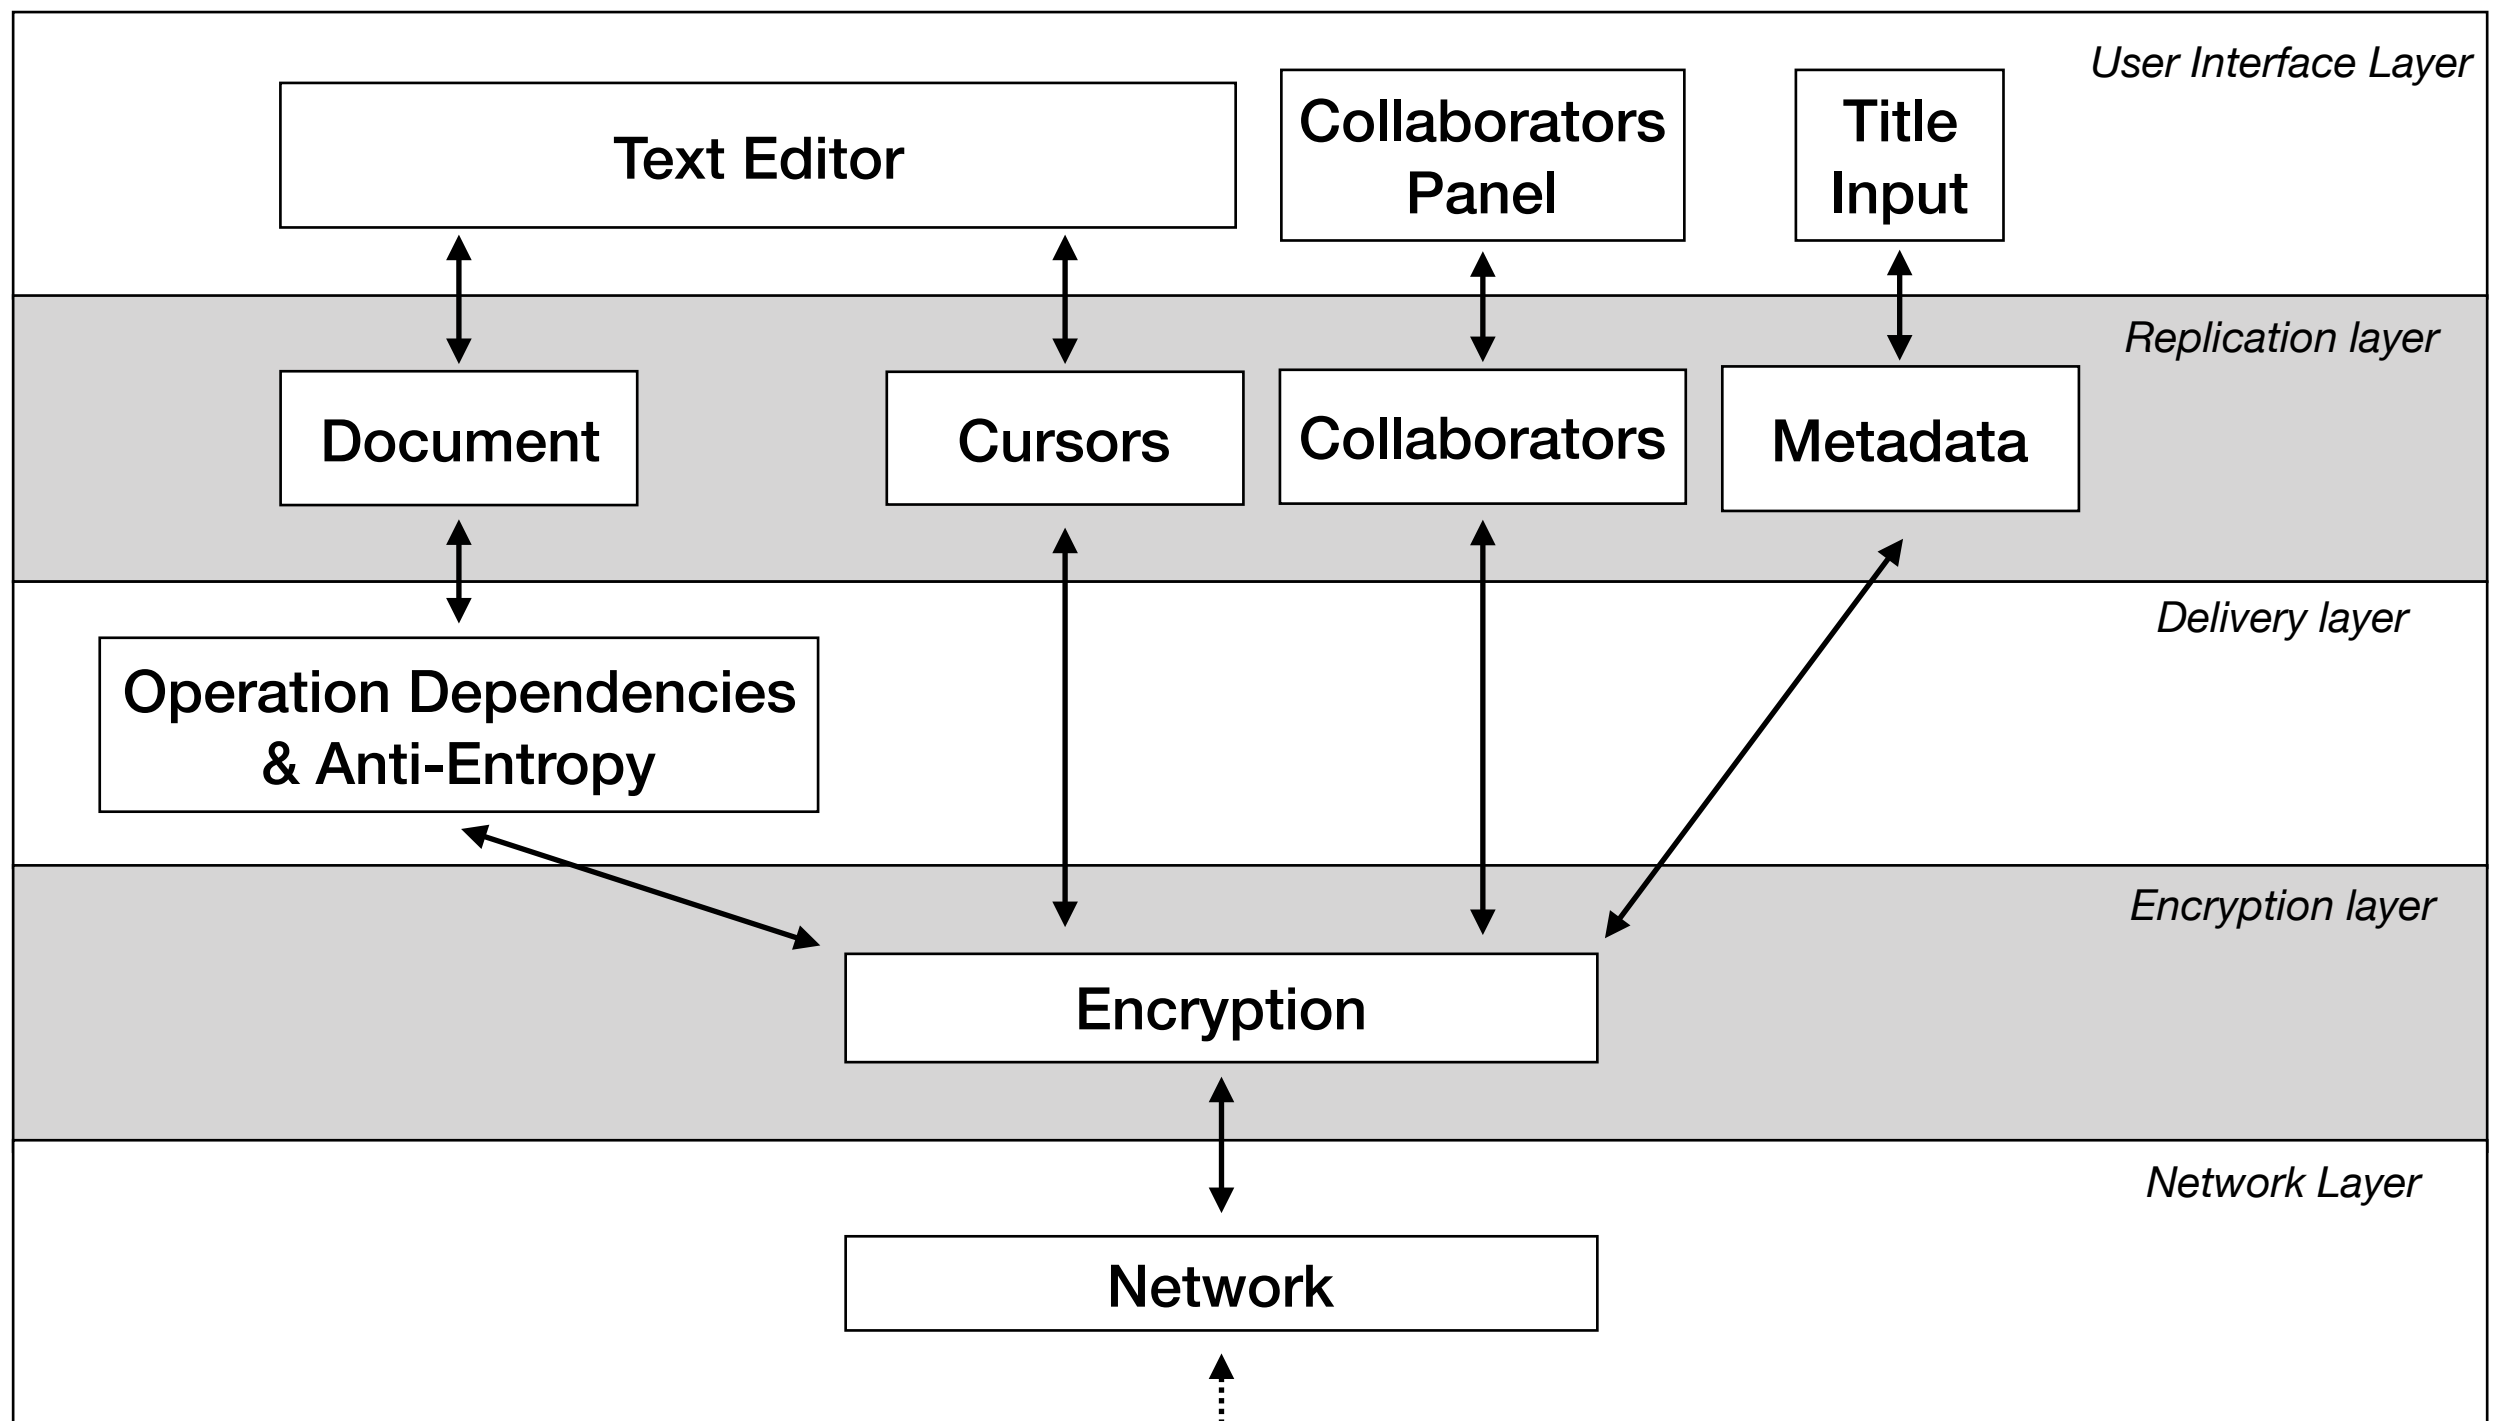 User Interface Layer
Text Editor
Collaborators
Panel
Title
Input
Replication layer
Document
Cursors
Collaborators
Metadata
Delivery layer
Operation Dependencies
& Anti-Entropy
Encryption layer
Encryption
Network Layer
Network